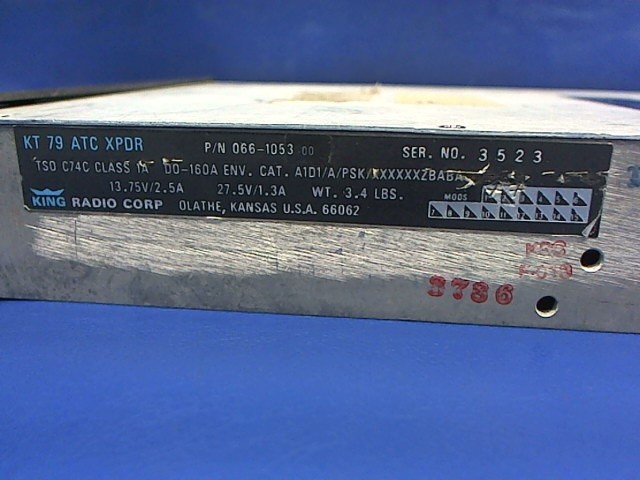 KT 79 ATC XPDR P/N 066-1053 00 SER. NO. 3523
TSO C74C CLASS 1A DO-160A ENV. CAT. A1D1/A/PSK/XXXXXXZBABA
13.75V/2.5A 27.5V/1.3A WT. 3.4 LBS. MODS
KING RADIO CORP OLATHE, KANSAS U.S.A. 66062
3736